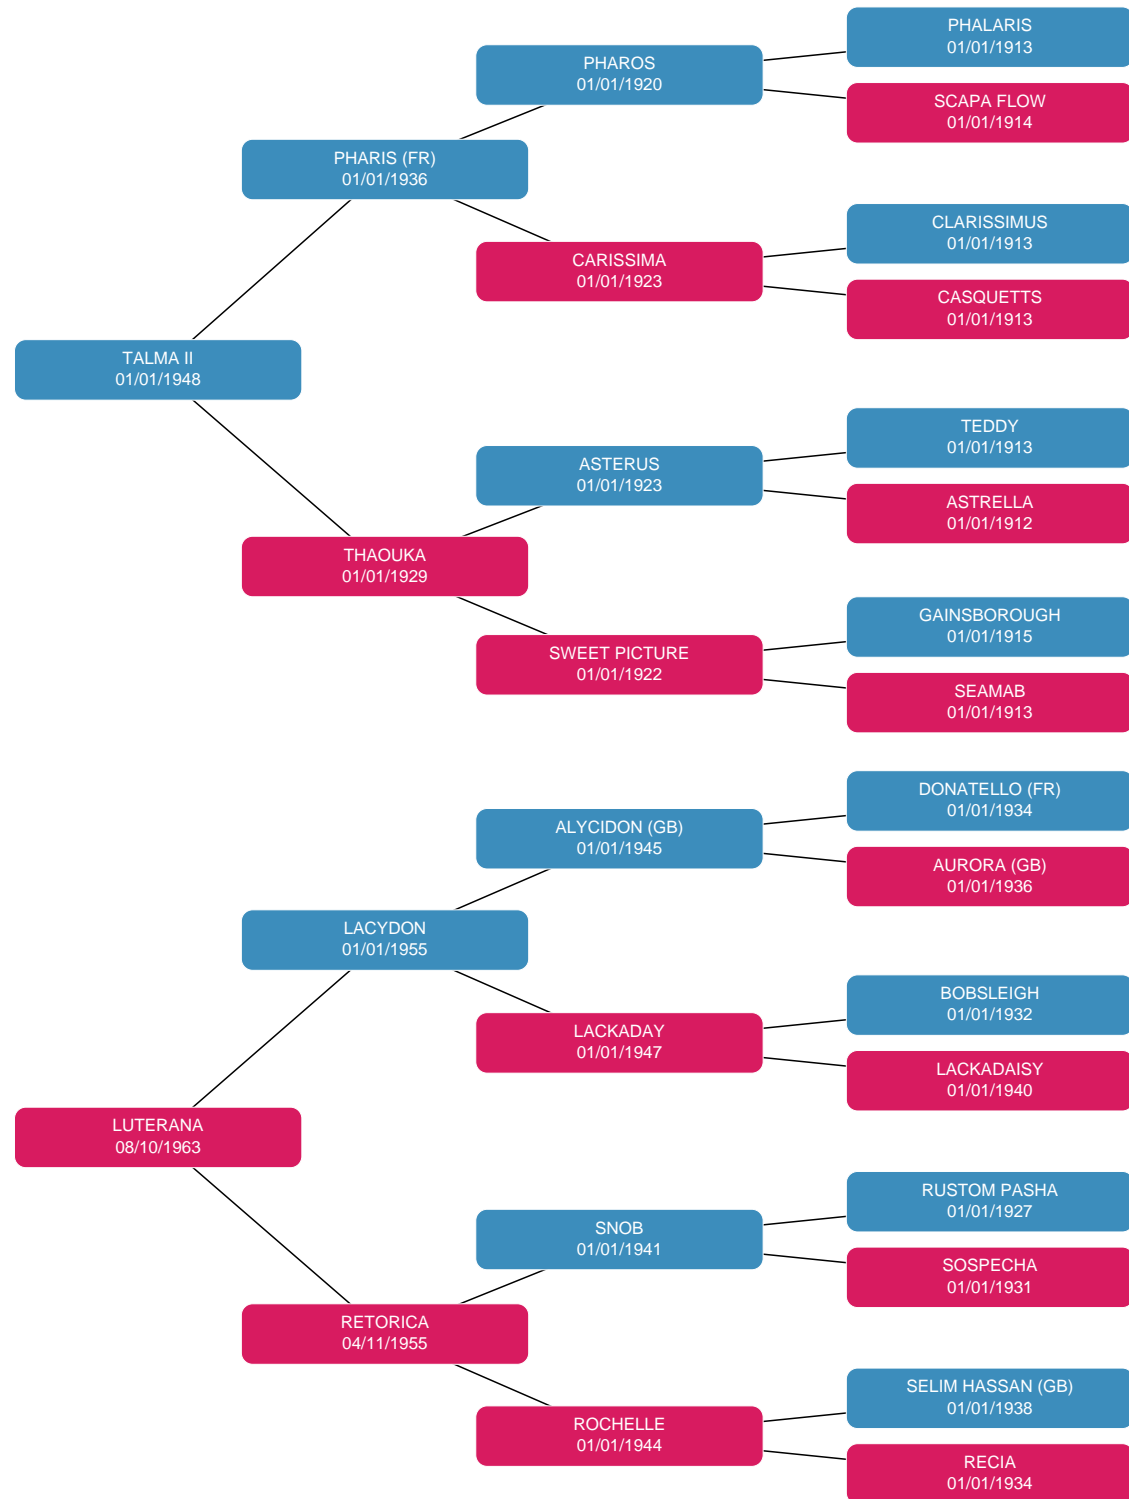 PHALARIS
01/01/1913
PHAROS
01/01/1920
SCAPA FLOW
01/01/1914
PHARIS (FR)
01/01/1936
CLARISSIMUS
01/01/1913
CARISSIMA
01/01/1923
CASQUETTS
01/01/1913
TALMA II
01/01/1948
TEDDY
01/01/1913
ASTERUS
01/01/1923
ASTRELLA
01/01/1912
THAOUKA
01/01/1929
GAINSBOROUGH
01/01/1915
SWEET PICTURE
01/01/1922
SEAMAB
01/01/1913
DONATELLO (FR)
01/01/1934
ALYCIDON (GB)
01/01/1945
AURORA (GB)
01/01/1936
LACYDON
01/01/1955
BOBSLEIGH
01/01/1932
LACKADAY
01/01/1947
LACKADAISY
01/01/1940
LUTERANA
08/10/1963
RUSTOM PASHA
01/01/1927
SNOB
01/01/1941
SOSPECHA
01/01/1931
RETORICA
04/11/1955
SELIM HASSAN (GB)
01/01/1938
ROCHELLE
01/01/1944
RECIA
01/01/1934